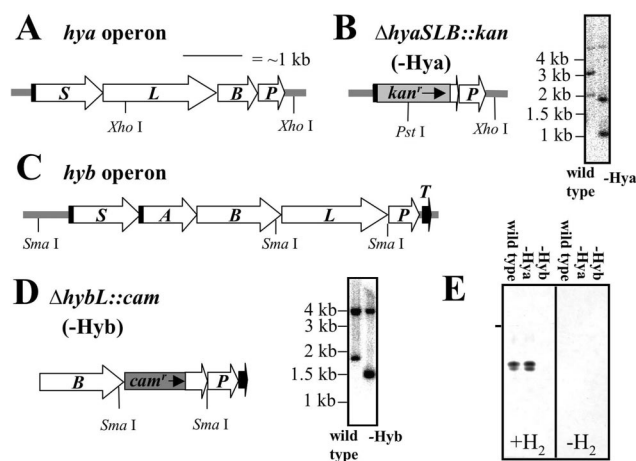 A hya operon
= ~1 kb
S L B P
Xho I Xho I
B ΔhyaSLB::kan
(-Hya)
kanʳ P
Pst I Xho I
4 kb
3 kb
2 kb
1.5 kb
1 kb
wild type -Hya
C hyb operon
T
S A B L P
Sma I Sma I Sma I
D ΔhybL::cam
(-Hyb)
B camʳ P
Sma I Sma I
4 kb
3 kb
2 kb
1.5 kb
1 kb
wild type -Hyb
E
wild type -Hya -Hyb wild type -Hya -Hyb
+H₂ -H₂